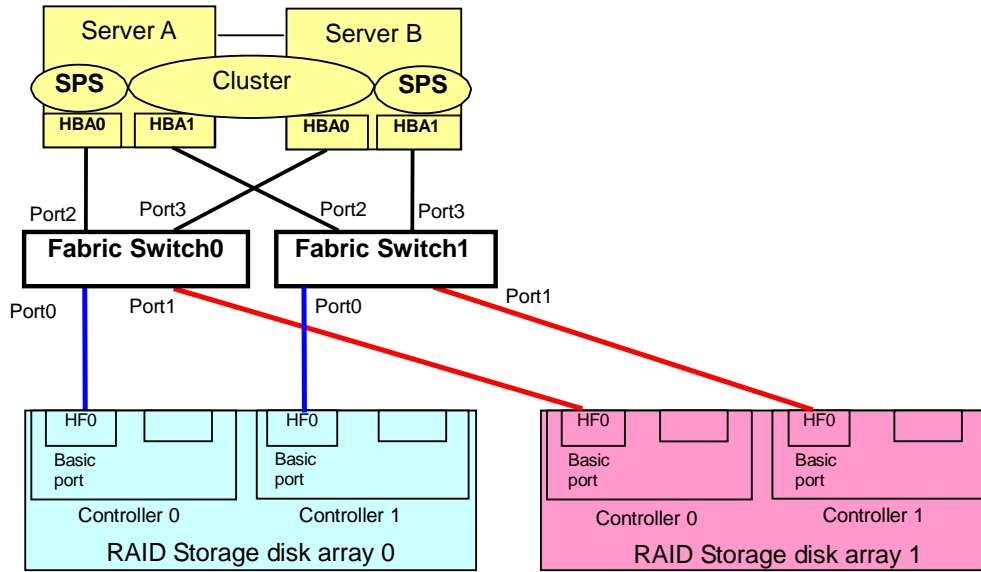 Server A
Server B
SPS
Cluster
SPS
HBA0
HBA1
HBA0
HBA1
Port2
Port3
Port2
Port3
Fabric Switch0
Fabric Switch1
Port0
Port1
Port0
Port1
HF0
HF0
HF0
HF0
Basic
port
Basic
port
Basic
port
Basic
port
Controller 0
Controller 1
Controller 0
Controller 1
RAID Storage disk array 0
RAID Storage disk array 1